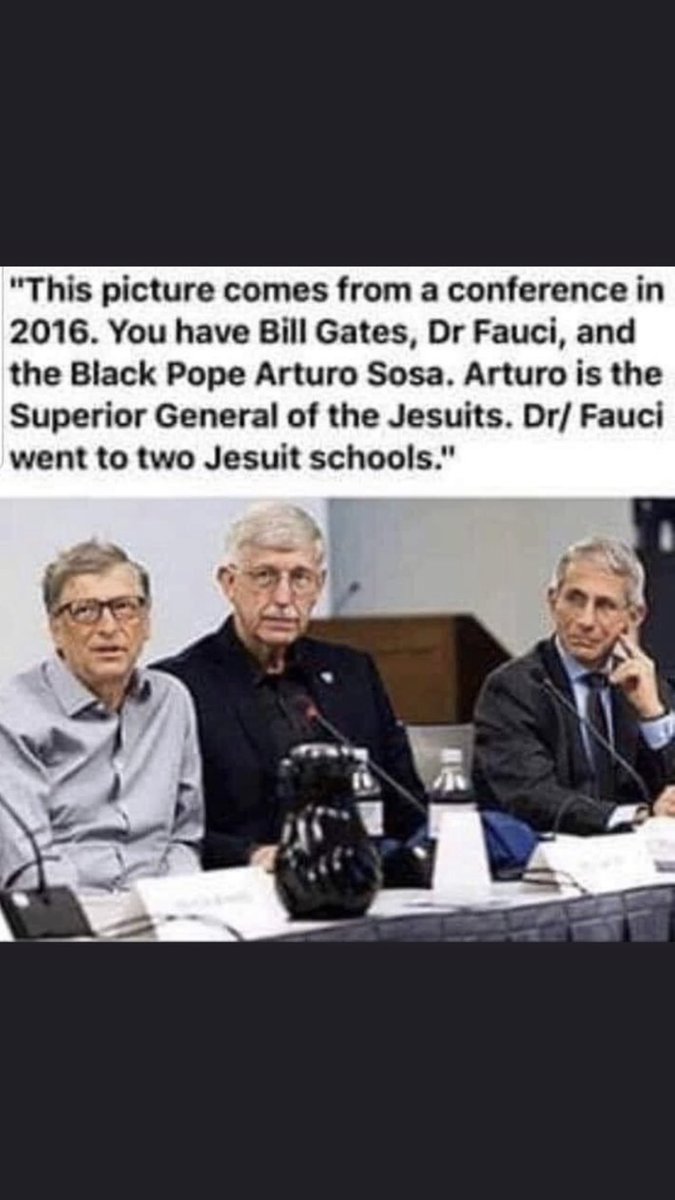 "This picture comes from a conference in
2016. You have Bill Gates, Dr Fauci, and
the Black Pope Arturo Sosa. Arturo is the
Superior General of the Jesuits. Dr/ Fauci
went to two Jesuit schools."